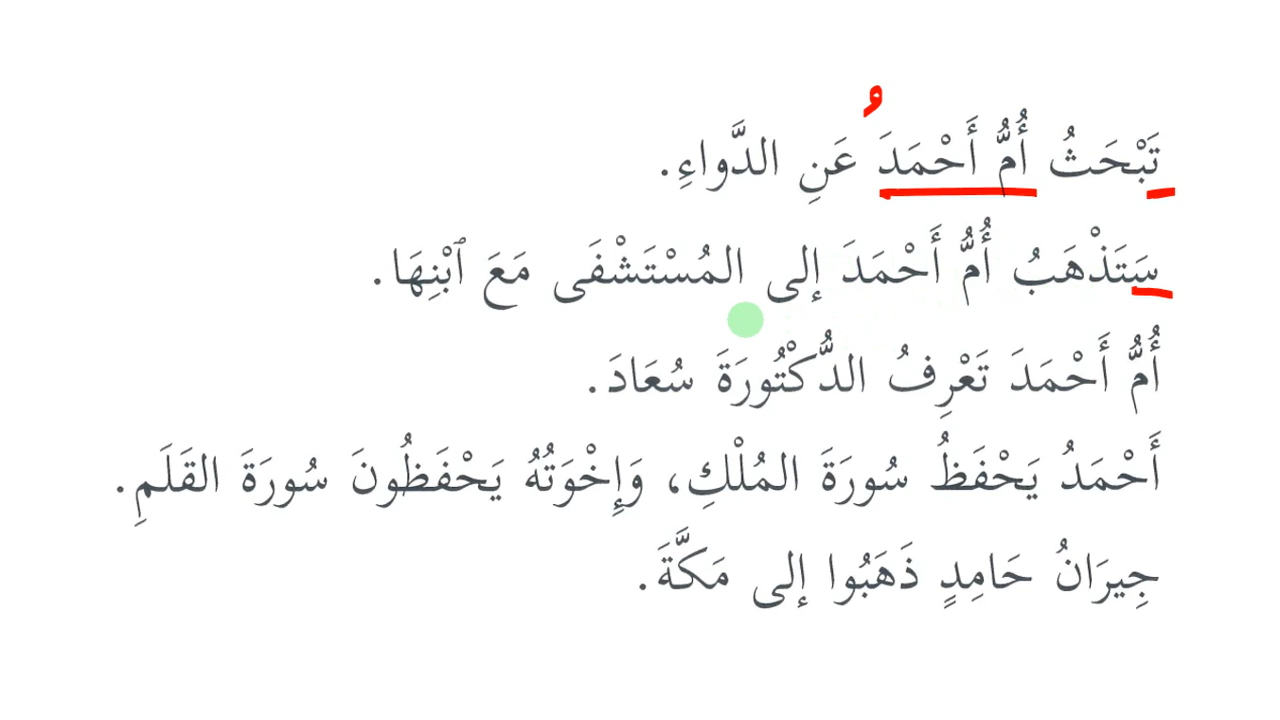 تَبْحَثُ أُمُّ أَحْمَدَ عَنِ الدَّواءِ.
سَتَذْهَبُ أُمُّ أَحْمَدَ إلى المُسْتَشْفَى مَعَ ٱبْنِهَا.
أُمُّ أَحْمَدَ تَعْرِفُ الدُّكْتُورَةَ سُعَادَ.
أَحْمَدُ يَحْفَظُ سُورَةَ المُلْكِ، وَإِخْوَتُهُ يَحْفَظُونَ سُورَةَ القَلَمِ.
جِيرَانُ حَامِدٍ ذَهَبُوا إلى مَكَّةَ.